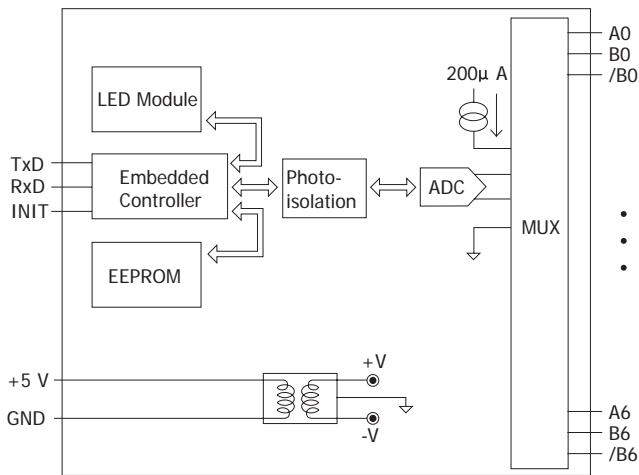 A0
B0
/B0
200μ A
LED Module
TxD
RxD
INIT
Embedded
Controller
Photo-
isolation
ADC
MUX
EEPROM
+5 V
GND
+V
-V
A6
B6
/B6